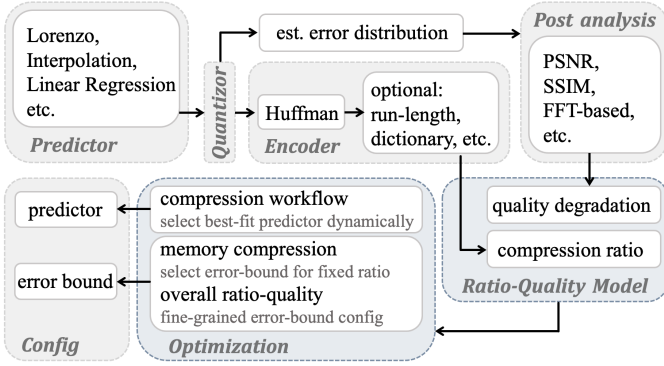 Lorenzo,
Interpolation,
Linear Regression
etc.
Predictor
Quantizor
est. error distribution
Huffman
optional:
run-length,
dictionary, etc.
Encoder
Post analysis
PSNR,
SSIM,
FFT-based,
etc.
predictor
error bound
Config
compression workflow
select best-fit predictor dynamically
memory compression
select error-bound for fixed ratio
overall ratio-quality
fine-grained error-bound config
Optimization
quality degradation
compression ratio
Ratio-Quality Model